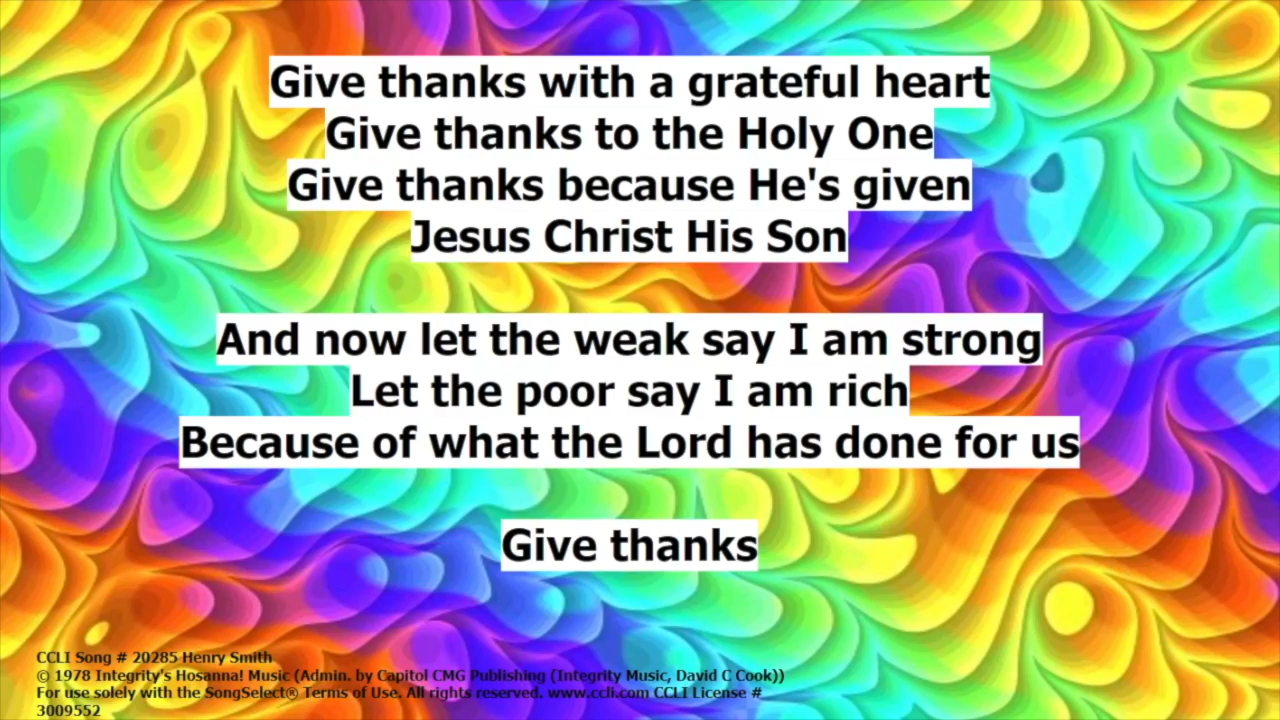 Give thanks with a grateful heart
Give thanks to the Holy One
Give thanks because He's given
Jesus Christ His Son
And now let the weak say I am strong
Let the poor say I am rich
Because of what the Lord has done for us
Give thanks
CCLI Song # 20285 Henry Smith
© 1978 Integrity's Hosanna! Music (Admin. by Capitol CMG Publishing (Integrity Music, David C Cook))
For use solely with the SongSelect® Terms of Use. All rights reserved. www.ccli.com CCLI License #
3009552